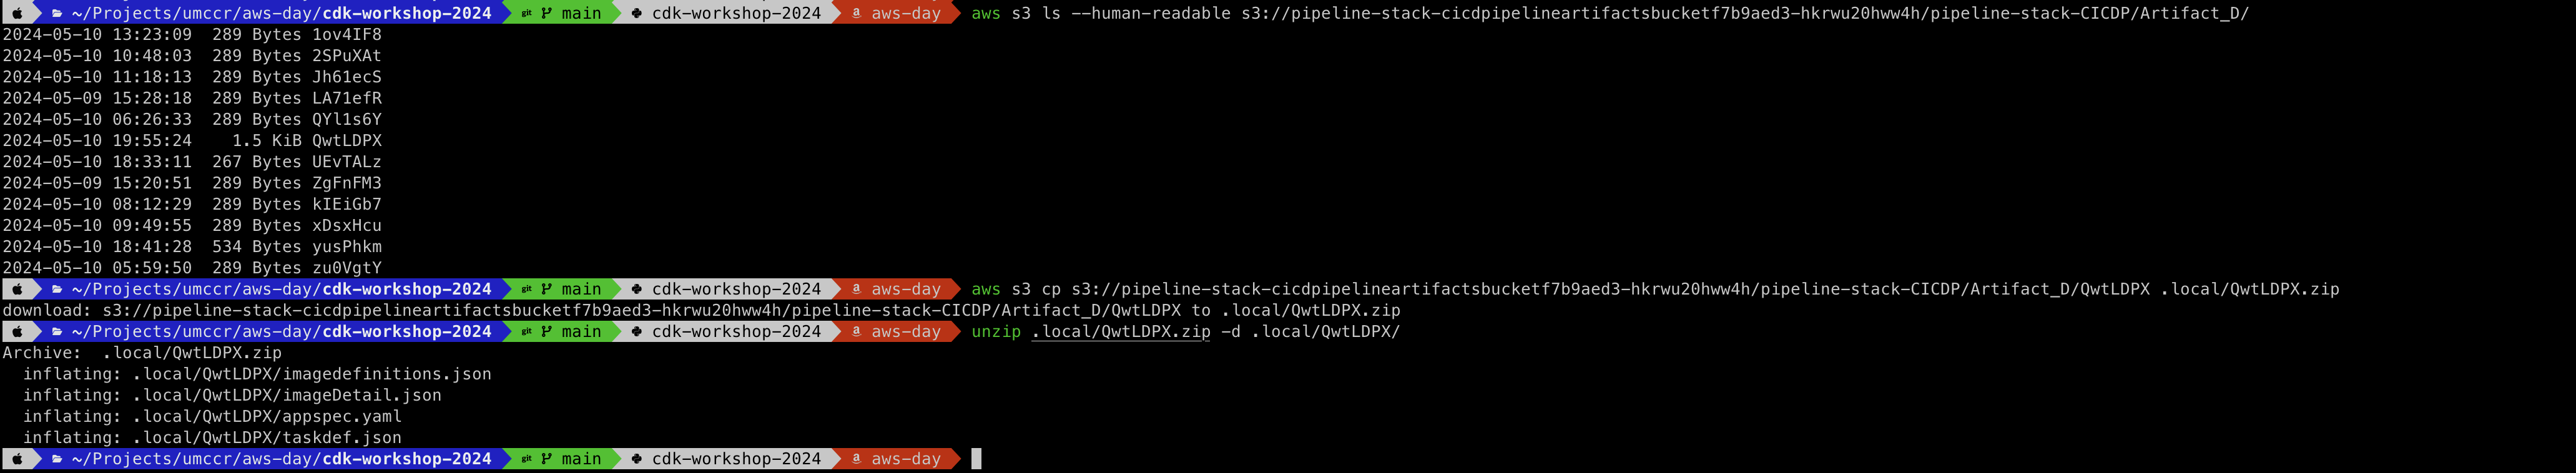 ~/Projects/umccr/aws-day/cdk-workshop-2024 git main cdk-workshop-2024 a aws-day aws s3 ls --human-readable s3://pipeline-stack-cicdpipelineartifactsbucketf7b9aed3-hkrwu20hww4h/pipeline-stack-CICDP/Artifact_D/
2024-05-10 13:23:09  289 Bytes 1ov4IF8
2024-05-10 10:48:03  289 Bytes 2SPuXAt
2024-05-10 11:18:13  289 Bytes Jh61ecS
2024-05-09 15:28:18  289 Bytes LA71efR
2024-05-10 06:26:33  289 Bytes QYl1s6Y
2024-05-10 19:55:24    1.5 KiB QwtLDPX
2024-05-10 18:33:11  267 Bytes UEvTALz
2024-05-09 15:20:51  289 Bytes ZgFnFM3
2024-05-10 08:12:29  289 Bytes kIEiGb7
2024-05-10 09:49:55  289 Bytes xDsxHcu
2024-05-10 18:41:28  534 Bytes yusPhkm
2024-05-10 05:59:50  289 Bytes zu0VgtY
~/Projects/umccr/aws-day/cdk-workshop-2024 git main cdk-workshop-2024 a aws-day aws s3 cp s3://pipeline-stack-cicdpipelineartifactsbucketf7b9aed3-hkrwu20hww4h/pipeline-stack-CICDP/Artifact_D/QwtLDPX .local/QwtLDPX.zip
download: s3://pipeline-stack-cicdpipelineartifactsbucketf7b9aed3-hkrwu20hww4h/pipeline-stack-CICDP/Artifact_D/QwtLDPX to .local/QwtLDPX.zip
~/Projects/umccr/aws-day/cdk-workshop-2024 git main cdk-workshop-2024 a aws-day unzip .local/QwtLDPX.zip -d .local/QwtLDPX/
Archive:  .local/QwtLDPX.zip
  inflating: .local/QwtLDPX/imagedefinitions.json
  inflating: .local/QwtLDPX/imageDetail.json
  inflating: .local/QwtLDPX/appspec.yaml
  inflating: .local/QwtLDPX/taskdef.json
~/Projects/umccr/aws-day/cdk-workshop-2024 git main cdk-workshop-2024 a aws-day